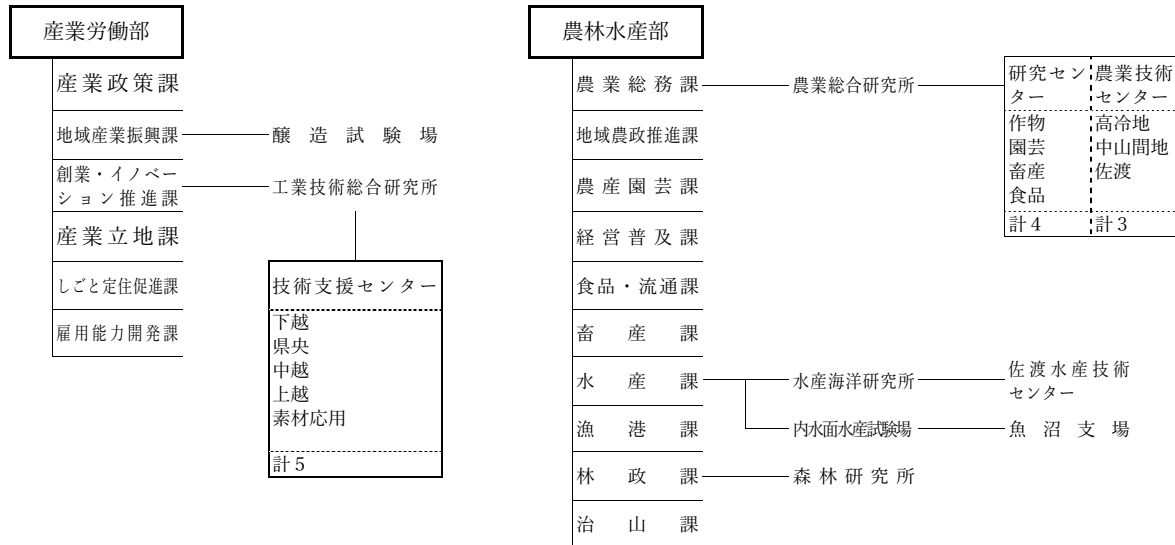 産業労働部
産業政策課
地域産業振興課
醸造試験場
創業・イノベー
ション推進課
工業技術総合研究所
産業立地課
しごと定住促進課
雇用能力開発課
技術支援センター
下越
県央
中越
上越
素材応用
計５
農林水産部
農業総務課
農業総合研究所
研究セン
ター
作物
園芸
畜産
食品
計４
農業技術
センター
高冷地
中山間地
佐渡
計３
地域農政推進課
農産園芸課
経営普及課
食品・流通課
畜産課
水産課
水産海洋研究所
佐渡水産技術
センター
内水面水産試験場
魚沼支場
漁港課
林政課
森林研究所
治山課